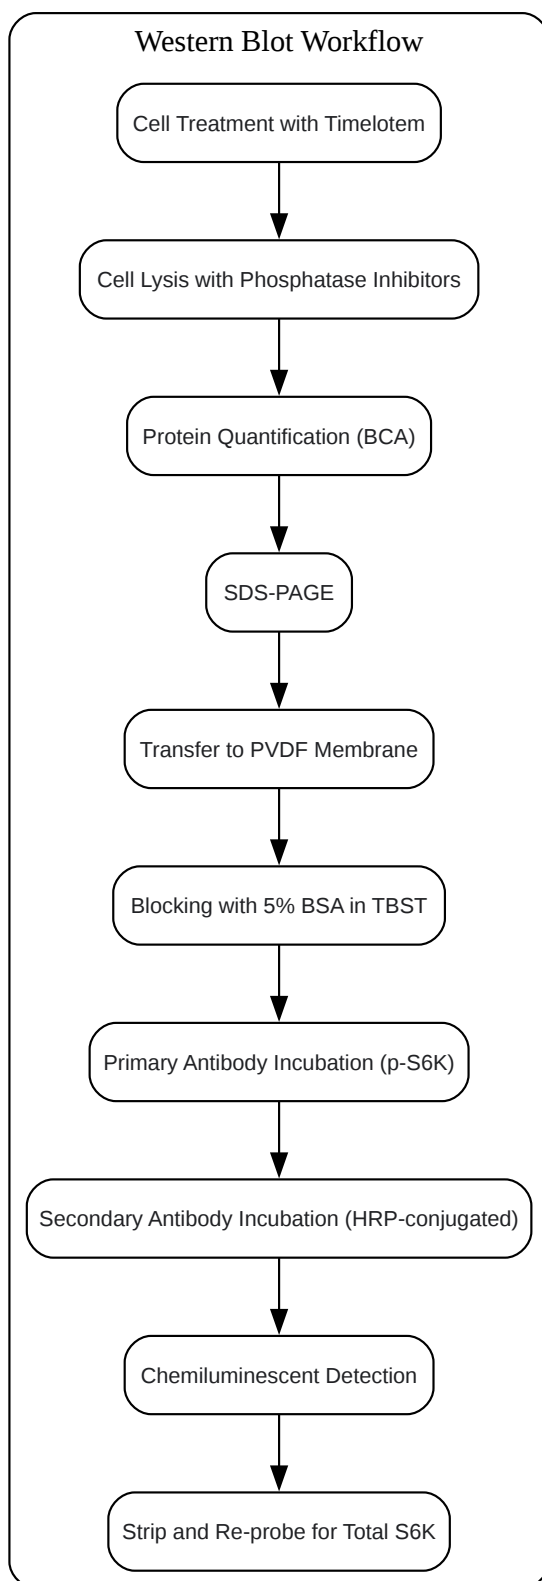 Western Blot Workflow
Cell Treatment with Timelotem
Cell Lysis with Phosphatase Inhibitors
Protein Quantification (BCA)
SDS-PAGE
Transfer to PVDF Membrane
Blocking with 5% BSA in TBST
Primary Antibody Incubation (p-S6K)
Secondary Antibody Incubation (HRP-conjugated)
Chemiluminescent Detection
Strip and Re-probe for Total S6K